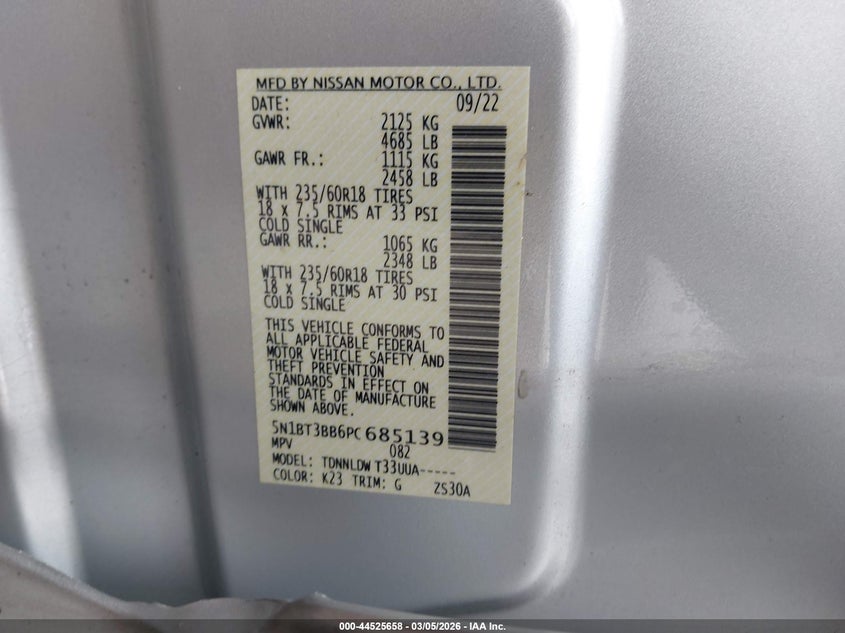 MFD BY NISSAN MOTOR CO., LTD.
DATE: 09/22
GVWR: 2125 KG
4685 LB
GAWR FR.: 1115 KG
2458 LB
WITH 235/60R18 TIRES
18 x 7.5 RIMS AT 33 PSI
COLD SINGLE
GAWR RR.: 1065 KG
2348 LB
WITH 235/60R18 TIRES
18 x 7.5 RIMS AT 30 PSI
COLD SINGLE
THIS VEHICLE CONFORMS TO
ALL APPLICABLE FEDERAL
MOTOR VEHICLE SAFETY AND
THEFT PREVENTION
STANDARDS IN EFFECT ON
THE DATE OF MANUFACTURE
SHOWN ABOVE.
5N1BT3BB6PC685139
MPV 082
MODEL: TDNNLDW T33UUA-----
COLOR: K23 TRIM: G ZS30A
000-44525658 - 03/05/2026 - IAA Inc.